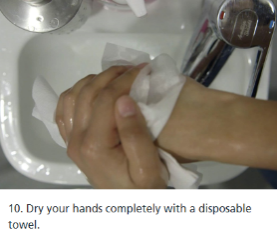 10. Dry your hands completely with a disposable
towel.